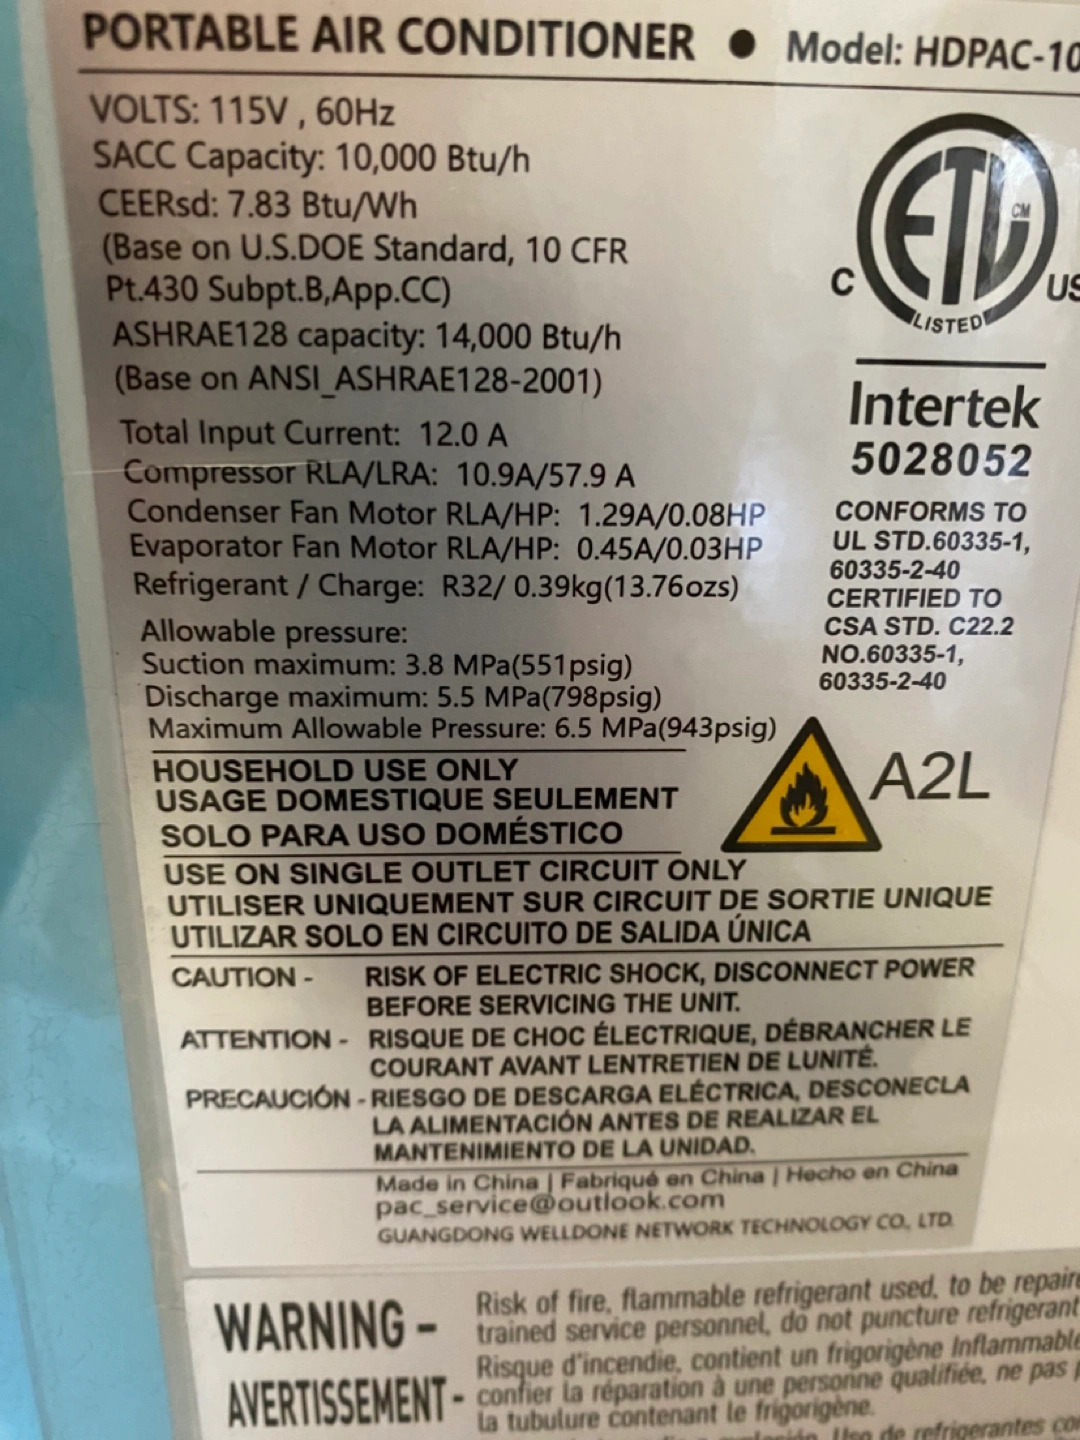 PORTABLE AIR CONDITIONER ● Model: HDPAC-10
VOLTS: 115V , 60Hz
SACC Capacity: 10,000 Btu/h
CEERsd: 7.83 Btu/Wh
(Base on U.S.DOE Standard, 10 CFR
Pt.430 Subpt.B,App.CC)
ASHRAE128 capacity: 14,000 Btu/h
(Base on ANSI_ASHRAE128-2001)
Total Input Current: 12.0 A
Compressor RLA/LRA: 10.9A/57.9 A
Condenser Fan Motor RLA/HP: 1.29A/0.08HP
Evaporator Fan Motor RLA/HP: 0.45A/0.03HP
Refrigerant / Charge: R32/ 0.39kg(13.76ozs)
Allowable pressure:
Suction maximum: 3.8 MPa(551psig)
Discharge maximum: 5.5 MPa(798psig)
Maximum Allowable Pressure: 6.5 MPa(943psig)
ETL CM
C US
LISTED
Intertek
5028052
CONFORMS TO
UL STD.60335-1,
60335-2-40
CERTIFIED TO
CSA STD. C22.2
NO.60335-1,
60335-2-40
A2L
HOUSEHOLD USE ONLY
USAGE DOMESTIQUE SEULEMENT
SOLO PARA USO DOMÉSTICO
USE ON SINGLE OUTLET CIRCUIT ONLY
UTILISER UNIQUEMENT SUR CIRCUIT DE SORTIE UNIQUE
UTILIZAR SOLO EN CIRCUITO DE SALIDA ÚNICA
CAUTION - RISK OF ELECTRIC SHOCK, DISCONNECT POWER
BEFORE SERVICING THE UNIT.
ATTENTION - RISQUE DE CHOC ÉLECTRIQUE, DÉBRANCHER LE
COURANT AVANT LENTRETIEN DE LUNITÉ.
PRECAUCIÓN - RIESGO DE DESCARGA ELÉCTRICA, DESCONECLA
LA ALIMENTACIÓN ANTES DE REALIZAR EL
MANTENIMIENTO DE LA UNIDAD.
Made in China | Fabriqué en China | Hecho en China
pac_service@outlook.com
GUANGDONG WELLDONE NETWORK TECHNOLOGY CO., LTD.
WARNING - Risk of fire, flammable refrigerant used, to be repaire
trained service personnel, do not puncture refrigerant
AVERTISSEMENT - Risque d'incendie, contient un frigorigène Inflammable
confier la réparation à une personne qualifiée, ne pas
la tubulure contenant le frigorigène.
Uso de refrigerantes